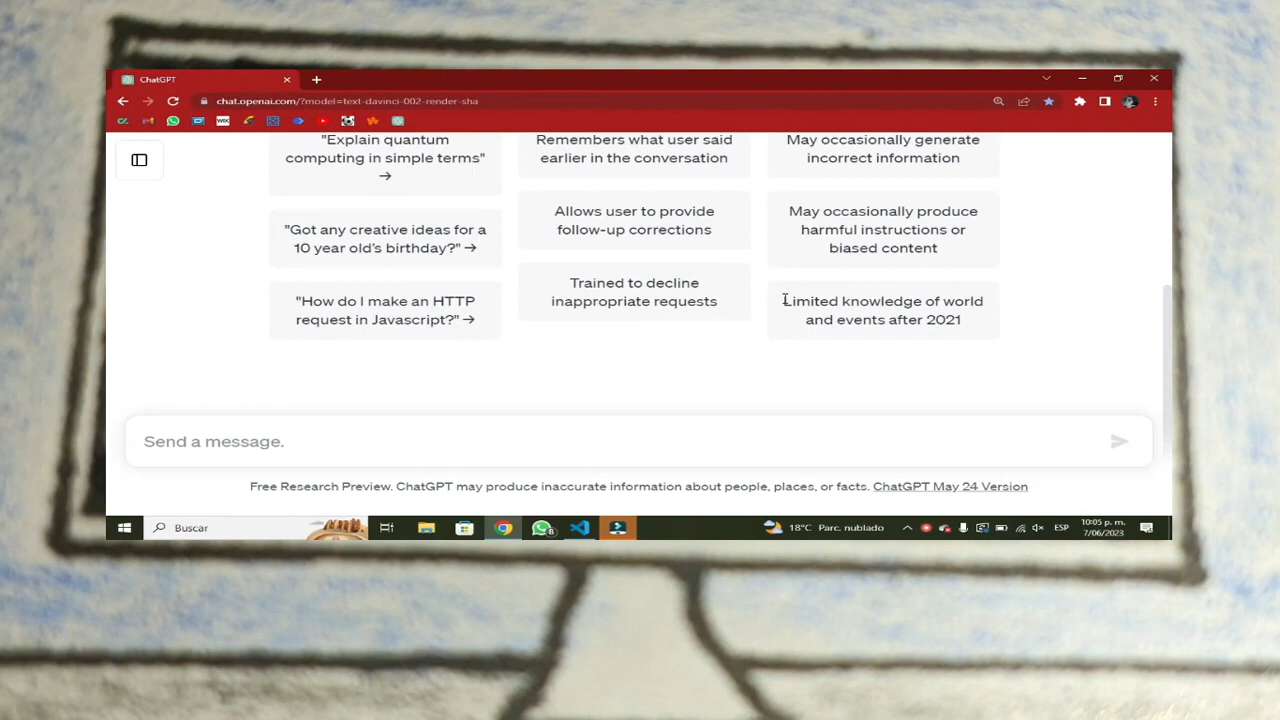 ChatGPT
chat.openai.com/?model=text-davinci-002-render-sha
"Explain quantum
computing in simple terms"
→
"Got any creative ideas for a
10 year old's birthday?" →
"How do I make an HTTP
request in Javascript?" →
Remembers what user said
earlier in the conversation
Allows user to provide
follow-up corrections
Trained to decline
inappropriate requests
May occasionally generate
incorrect information
May occasionally produce
harmful instructions or
biased content
Limited knowledge of world
and events after 2021
Send a message.
Free Research Preview. ChatGPT may produce inaccurate information about people, places, or facts. ChatGPT May 24 Version
Buscar
18°C Parc. nublado
ESP
10:05 p. m.
7/06/2023